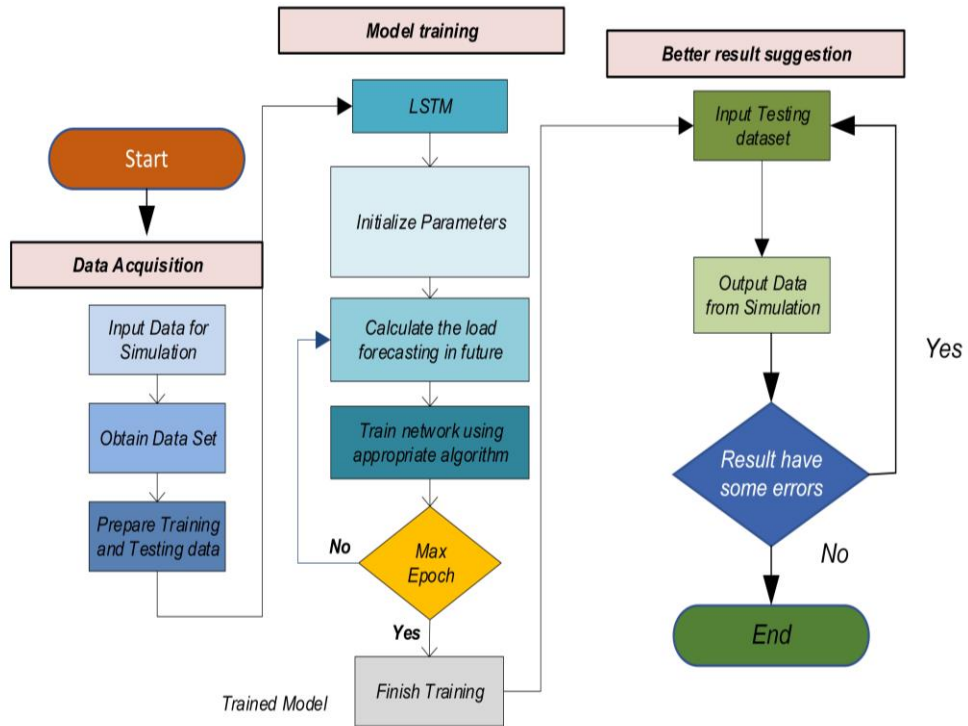 Start
Data Acquisition
Input Data for
Simulation
Obtain Data Set
Prepare Training
and Testing data
Model training
LSTM
Initialize Parameters
Calculate the load
forecasting in future
Train network using
appropriate algorithm
No
Max
Epoch
Yes
Trained Model
Finish Training
Better result suggestion
Input Testing
dataset
Output Data
from Simulation
Yes
Result have
some errors
No
End